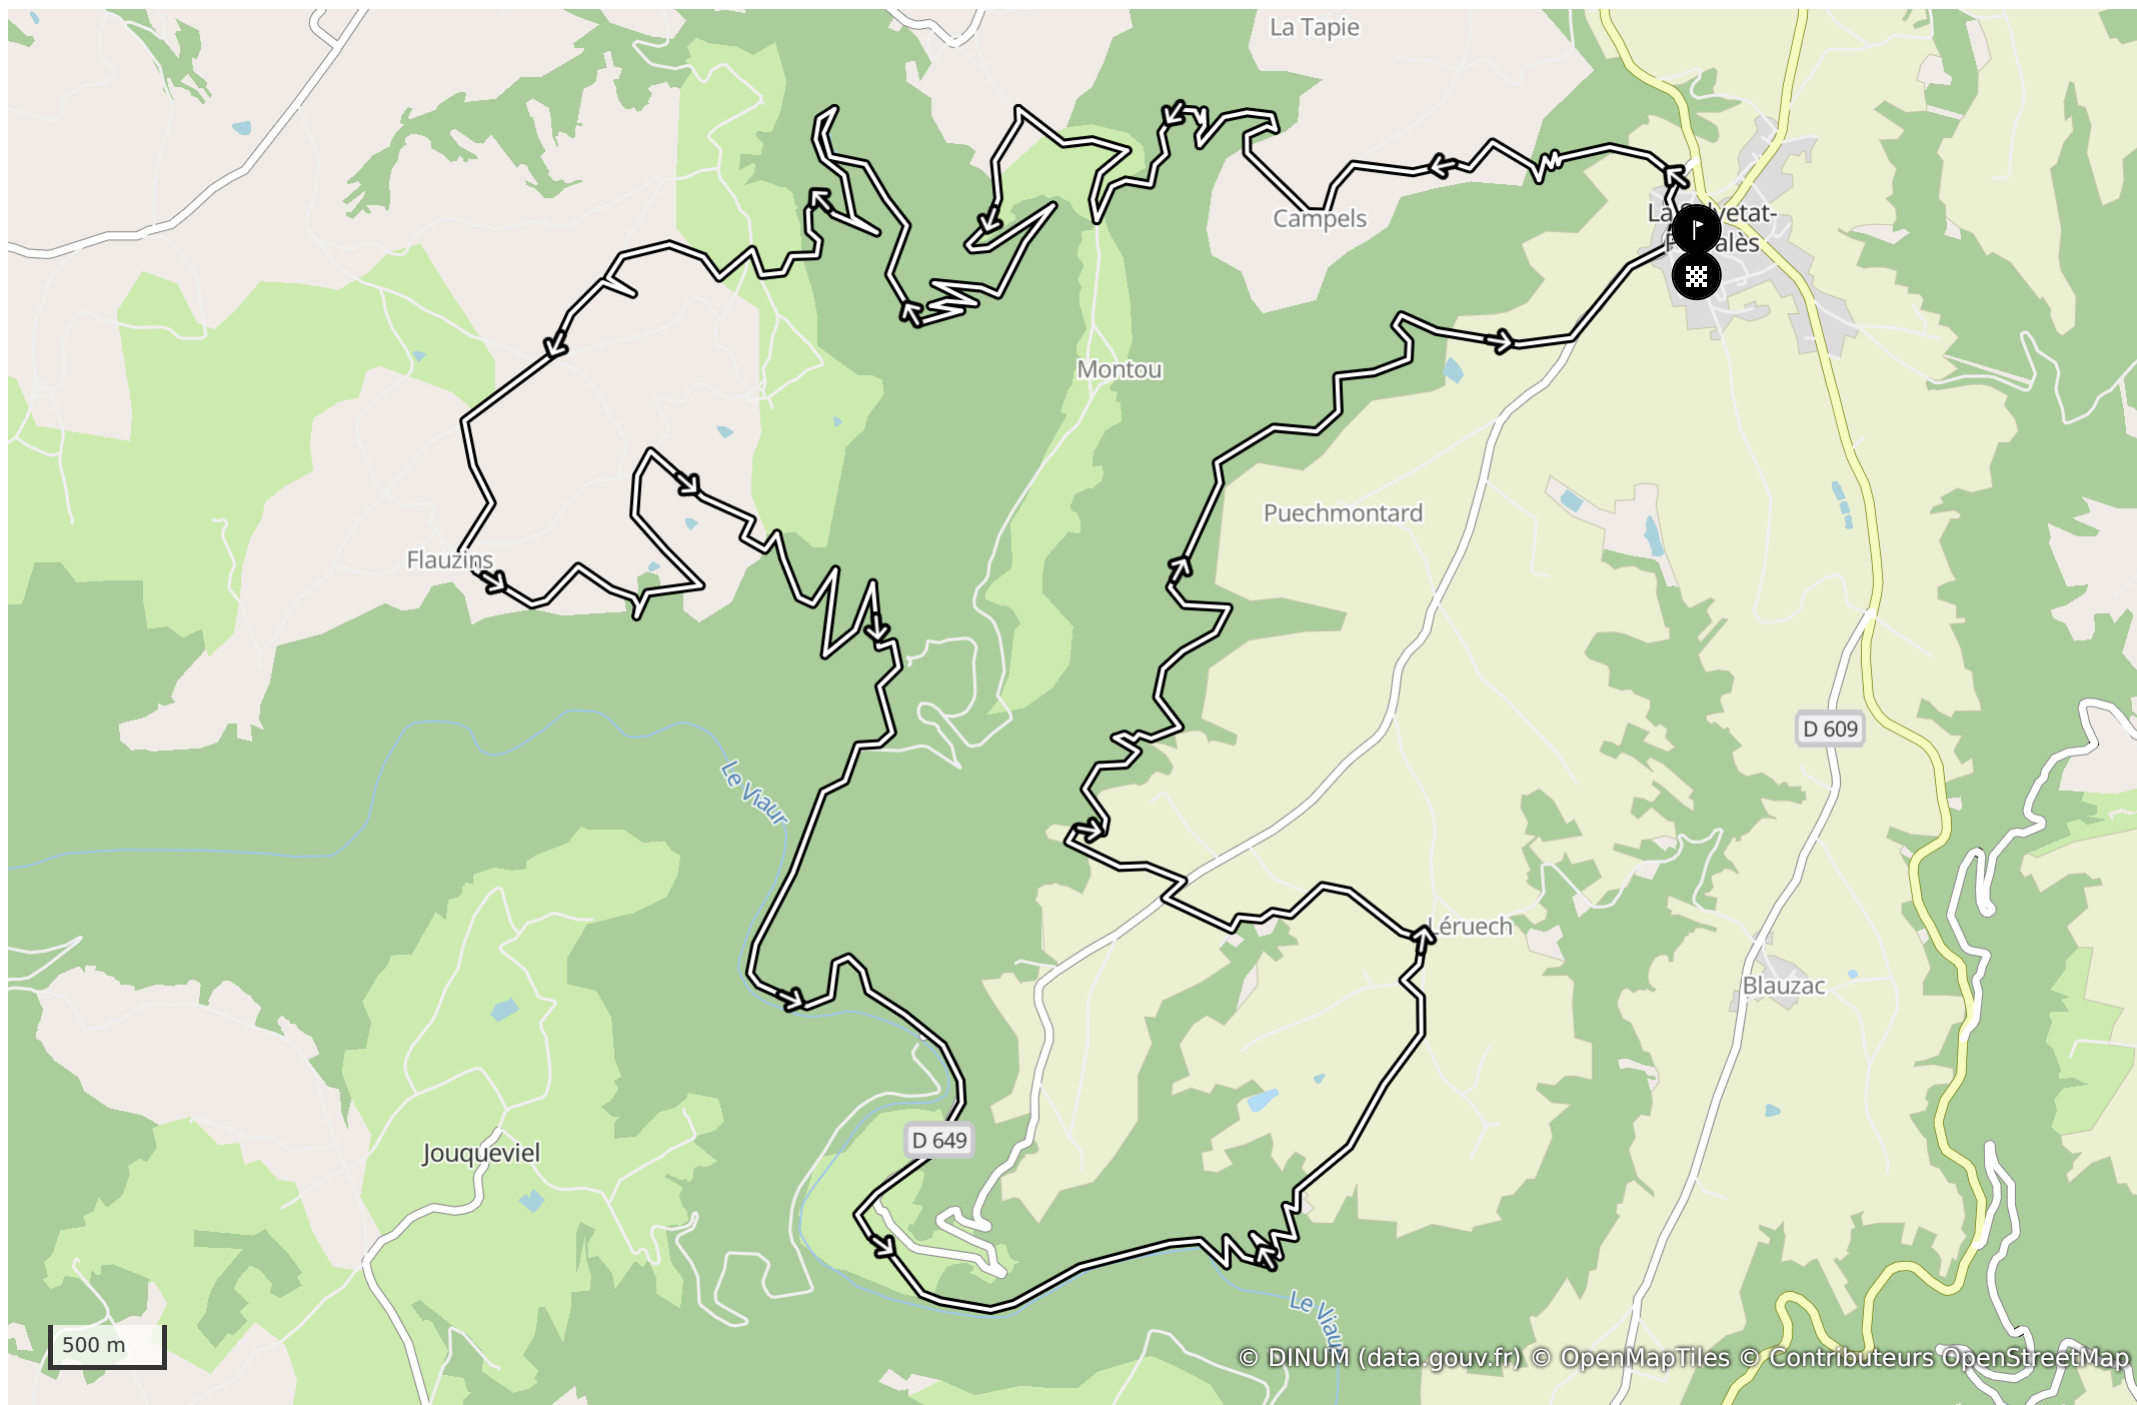 La Tapie
Campels
Montou
Flauzins
Puechmontard
D 609
Le Viaur
Léruech
Blauzac
D 649
Jouqueviel
Le Viaur
500 m
© DINUM (data.gouv.fr) © OpenMapTiles © Contributeurs OpenStreetMap